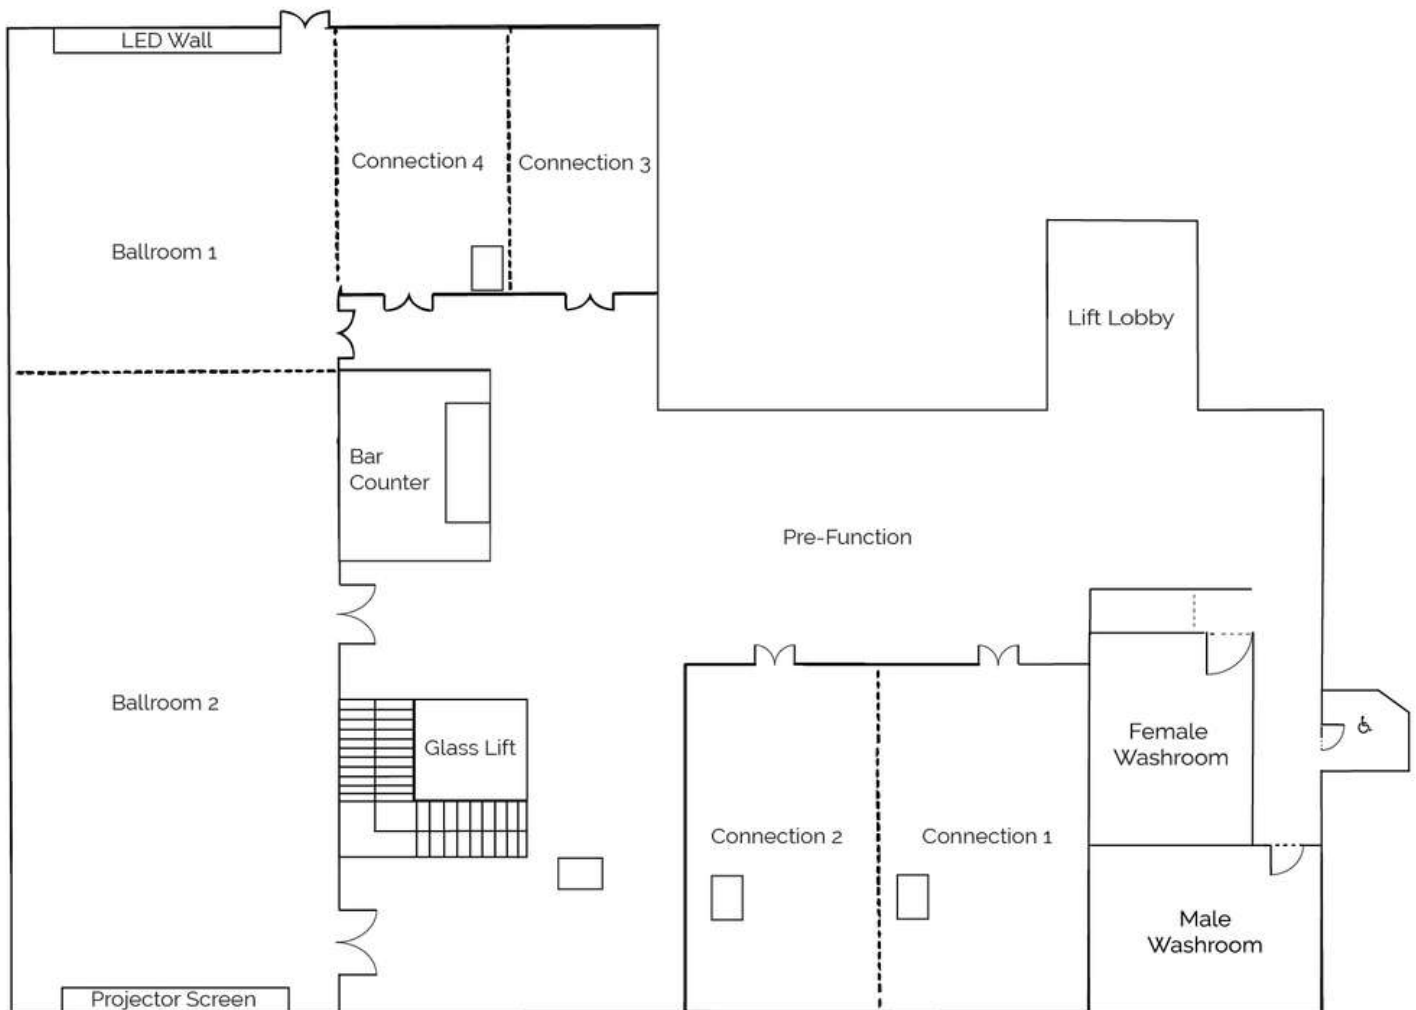 LED Wall
Connection 4
Connection 3
Ballroom 1
Lift Lobby
Bar
Counter
Pre-Function
Ballroom 2
Glass Lift
Female
Washroom
Connection 2
Connection 1
Male
Washroom
Projector Screen